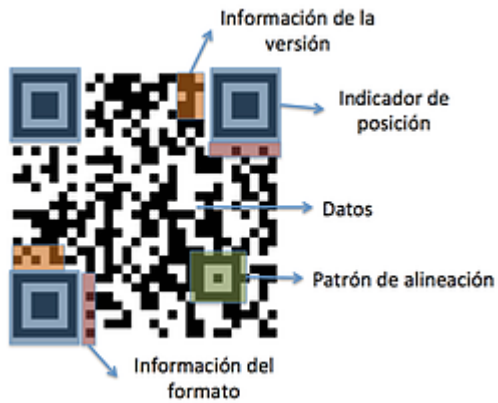 Información de la
versión
Indicador de
posición
Datos
Patrón de alineación
Información del
formato